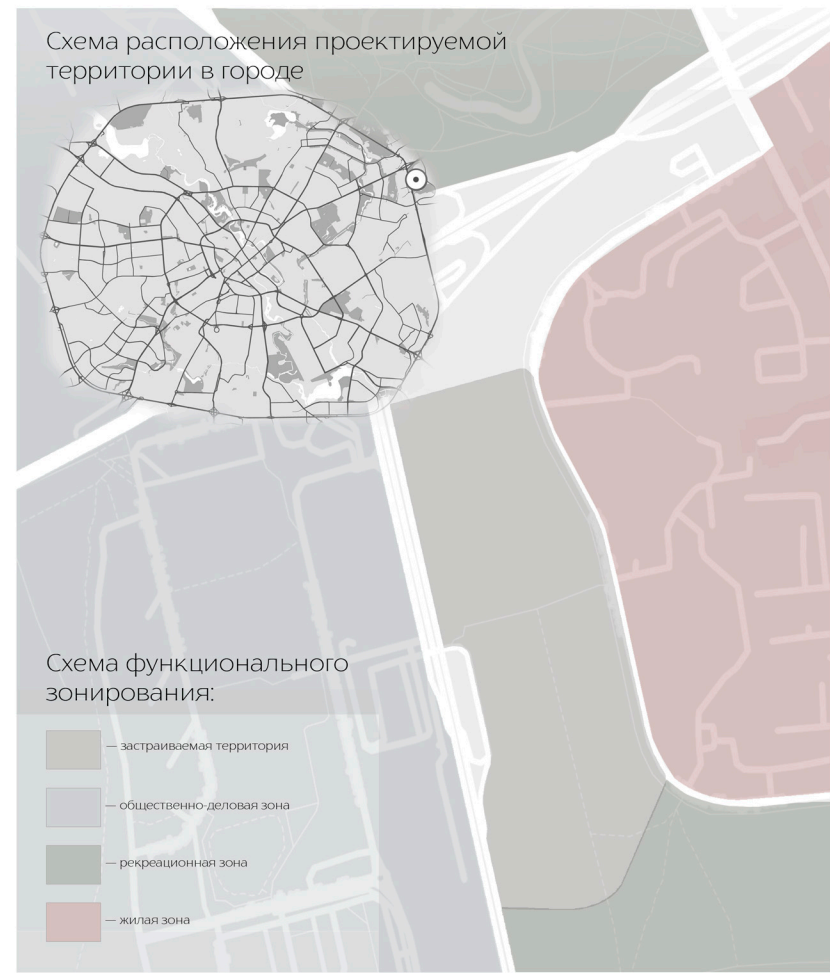 Схема расположения проектируемой
территории в городе
Схема функционального
зонирования:
— застраиваемая территория
— общественно-деловая зона
— рекреационная зона
— жилая зона